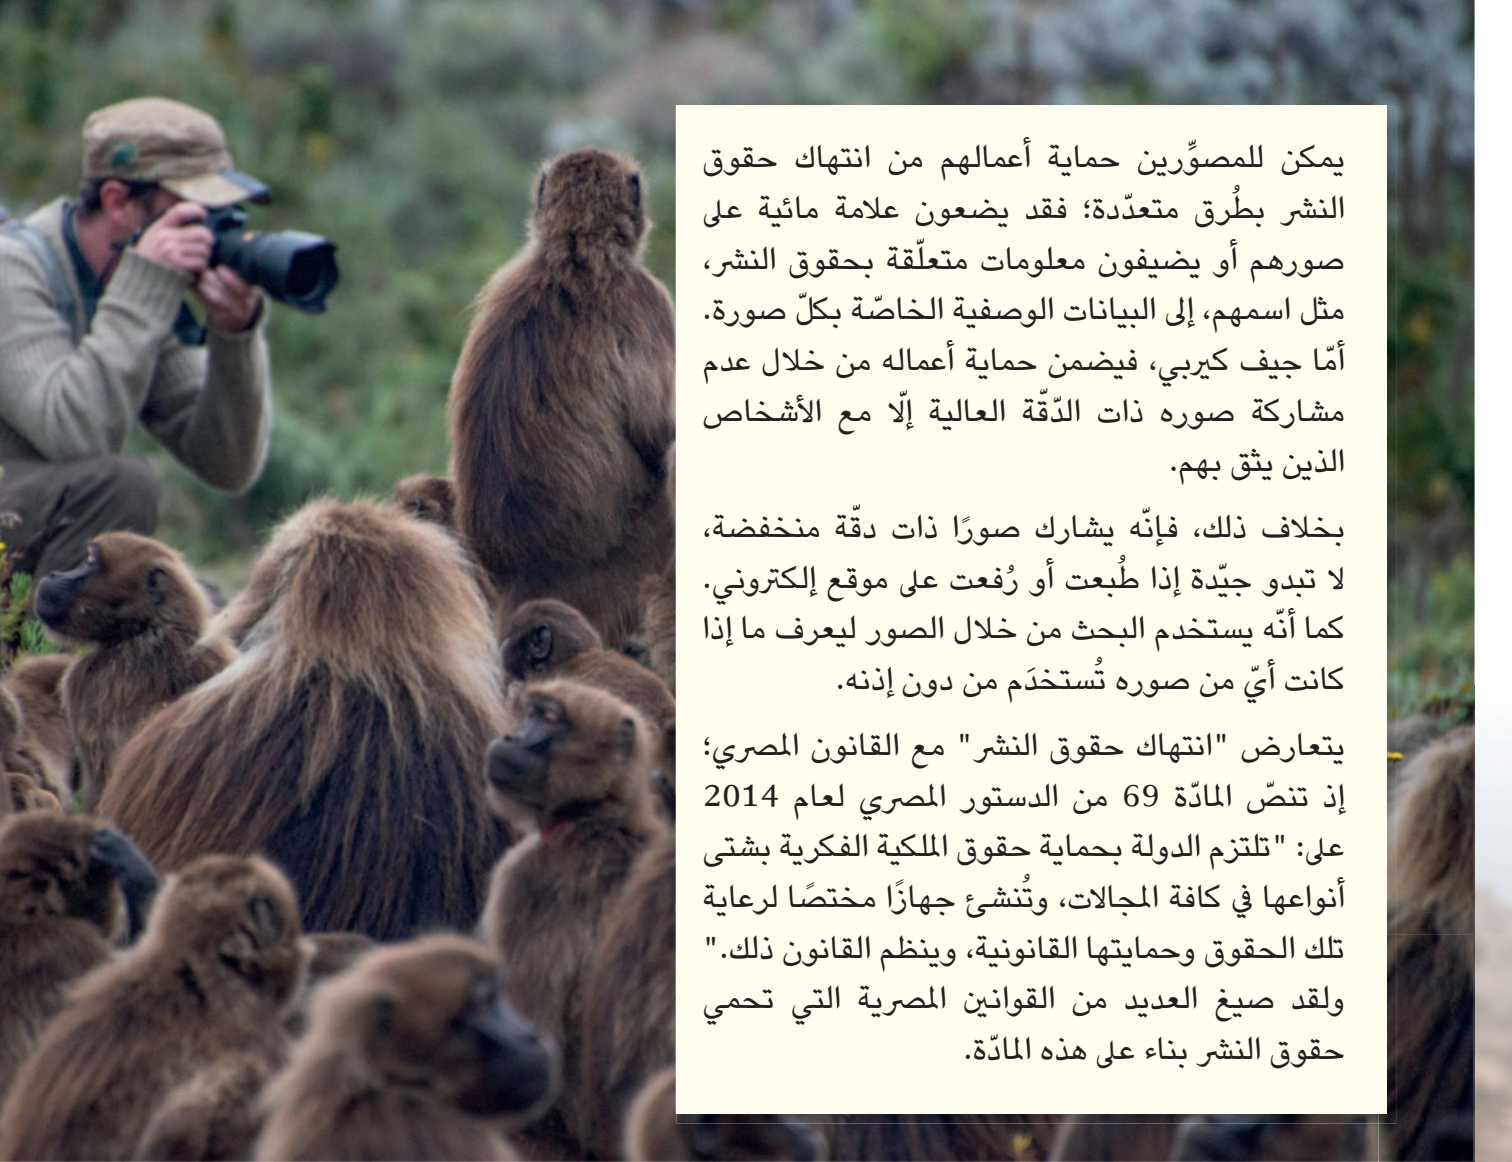 يمكن للمصوِّرين حماية أعمالهم من انتهاك حقوق
النشر بطُرق متعدّدة؛ فقد يضعون علامة مائية على
صورهم أو يضيفون معلومات متعلّقة بحقوق النشر،
مثل اسمهم، إلى البيانات الوصفية الخاصّة بكلّ صورة.
أمّا جيف كيربي، فيضمن حماية أعماله من خلال عدم
مشاركة صوره ذات الدّقّة العالية إلّا مع الأشخاص
الذين يثق بهم.
بخلاف ذلك، فإنّه يشارك صورًا ذات دقّة منخفضة،
لا تبدو جيّدة إذا طُبعت أو رُفعت على موقع إلكتروني.
كما أنّه يستخدم البحث من خلال الصور ليعرف ما إذا
كانت أيّ من صوره تُستخدَم من دون إذنه.
يتعارض "انتهاك حقوق النشر" مع القانون المصري؛
إذ تنصّ المادّة 69 من الدستور المصري لعام 2014
على: "تلتزم الدولة بحماية حقوق الملكية الفكرية بشتى
أنواعها في كافة المجالات، وتُنشئ جهازًا مختصًا لرعاية
تلك الحقوق وحمايتها القانونية، وينظم القانون ذلك."
ولقد صيغ العديد من القوانين المصرية التي تحمي
حقوق النشر بناء على هذه المادّة.